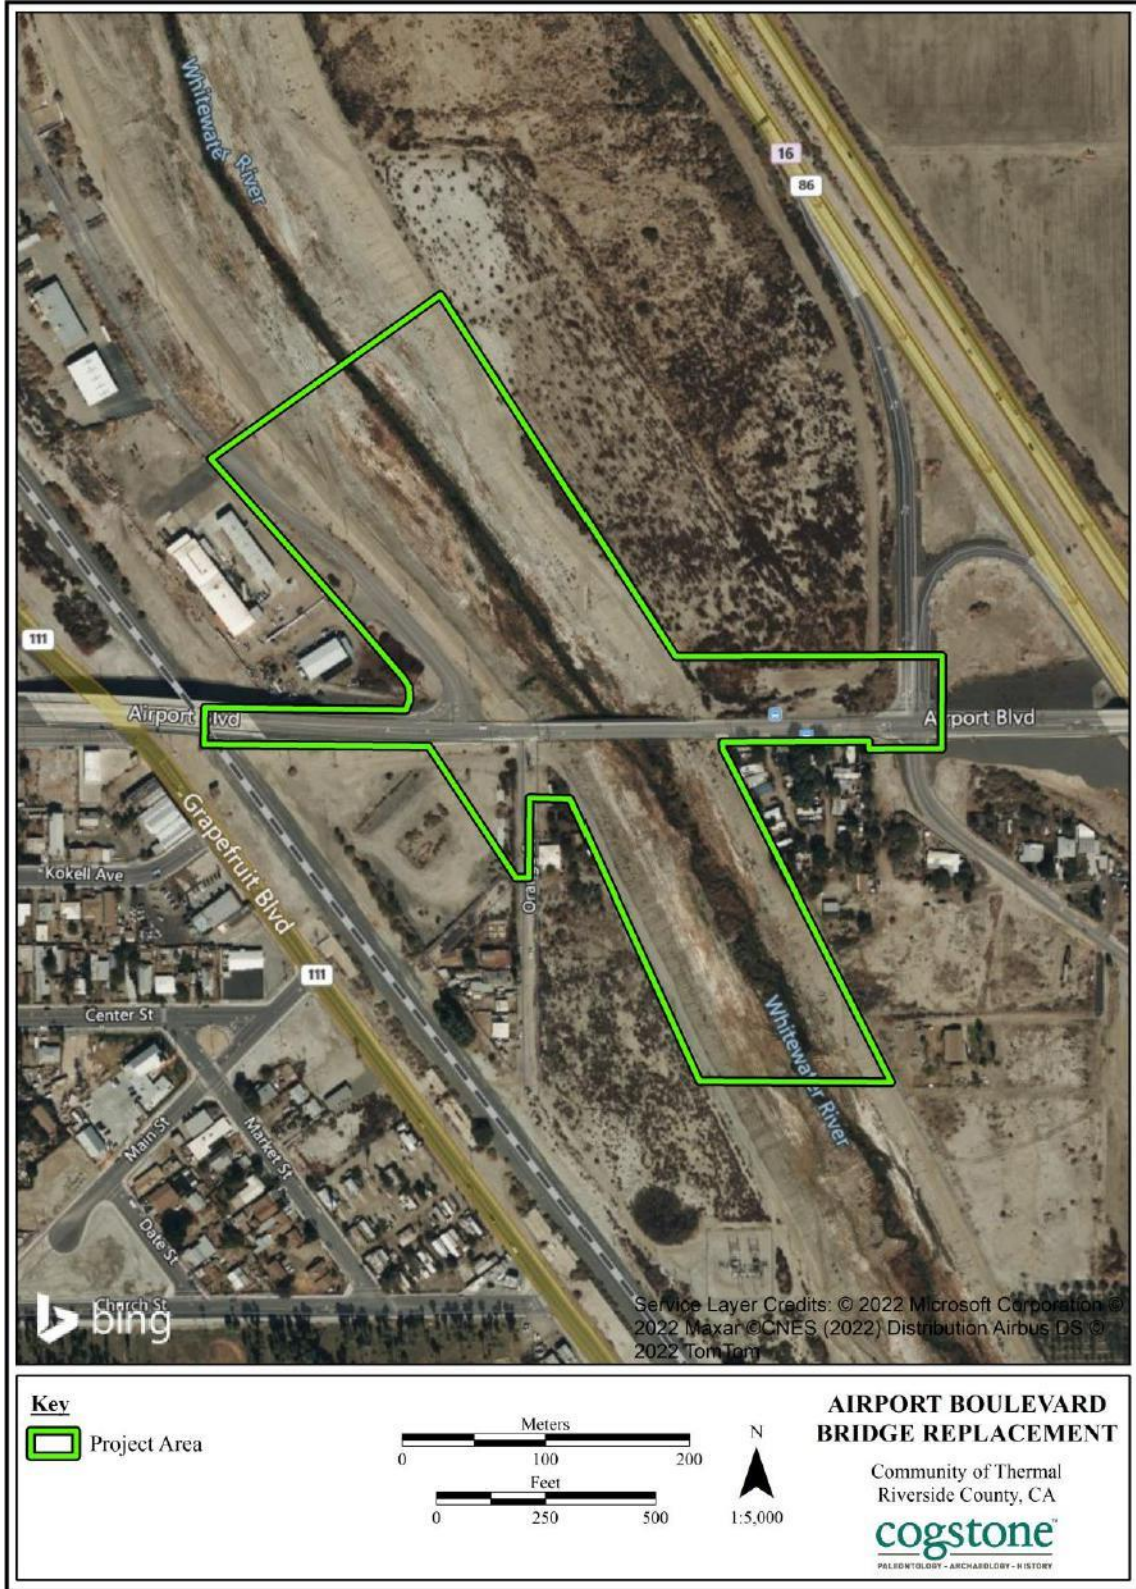 Whitewater River
16
86
111
Airport Blvd
Airport Blvd
Grapefruit Blvd
Kokell Ave
111
Center St
Whitewater River
Main St
Market St
Date St
Church St
bing
Service Layer Credits: © 2022 Microsoft Corporation ©
2022 Maxar ©CNES (2022) Distribution Airbus DS ©
2022 TomTom
Key
Project Area
Meters
0 100 200
Feet
0 250 500
N
1:5,000
AIRPORT BOULEVARD
BRIDGE REPLACEMENT
Community of Thermal
Riverside County, CA
cogstone™
PALEONTOLOGY - ARCHAEOLOGY - HISTORY